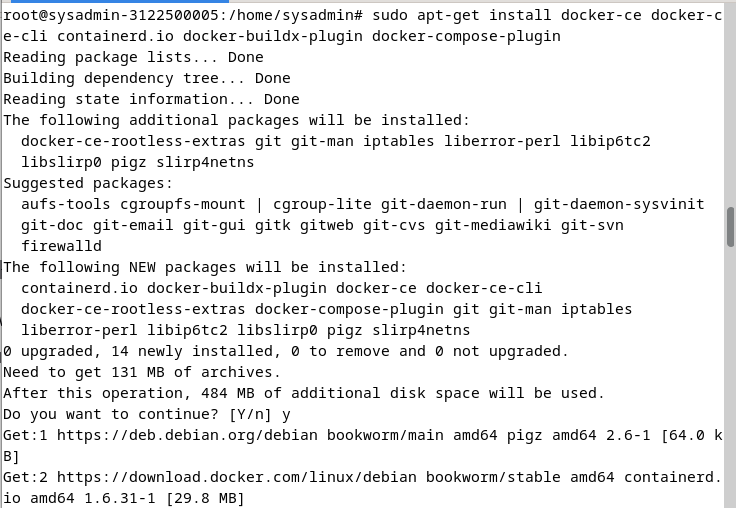 root@sysadmin-3122500005:/home/sysadmin# sudo apt-get install docker-ce docker-c
e-cli containerd.io docker-buildx-plugin docker-compose-plugin
Reading package lists... Done
Building dependency tree... Done
Reading state information... Done
The following additional packages will be installed:
  docker-ce-rootless-extras git git-man iptables liberror-perl libip6tc2
  libslirp0 pigz slirp4netns
Suggested packages:
  aufs-tools cgroupfs-mount | cgroup-lite git-daemon-run | git-daemon-sysvinit
  git-doc git-email git-gui gitk gitweb git-cvs git-mediawiki git-svn
  firewalld
The following NEW packages will be installed:
  containerd.io docker-buildx-plugin docker-ce docker-ce-cli
  docker-ce-rootless-extras docker-compose-plugin git git-man iptables
  liberror-perl libip6tc2 libslirp0 pigz slirp4netns
0 upgraded, 14 newly installed, 0 to remove and 0 not upgraded.
Need to get 131 MB of archives.
After this operation, 484 MB of additional disk space will be used.
Do you want to continue? [Y/n] y
Get:1 https://deb.debian.org/debian bookworm/main amd64 pigz amd64 2.6-1 [64.0 k
B]
Get:2 https://download.docker.com/linux/debian bookworm/stable amd64 containerd.
io amd64 1.6.31-1 [29.8 MB]